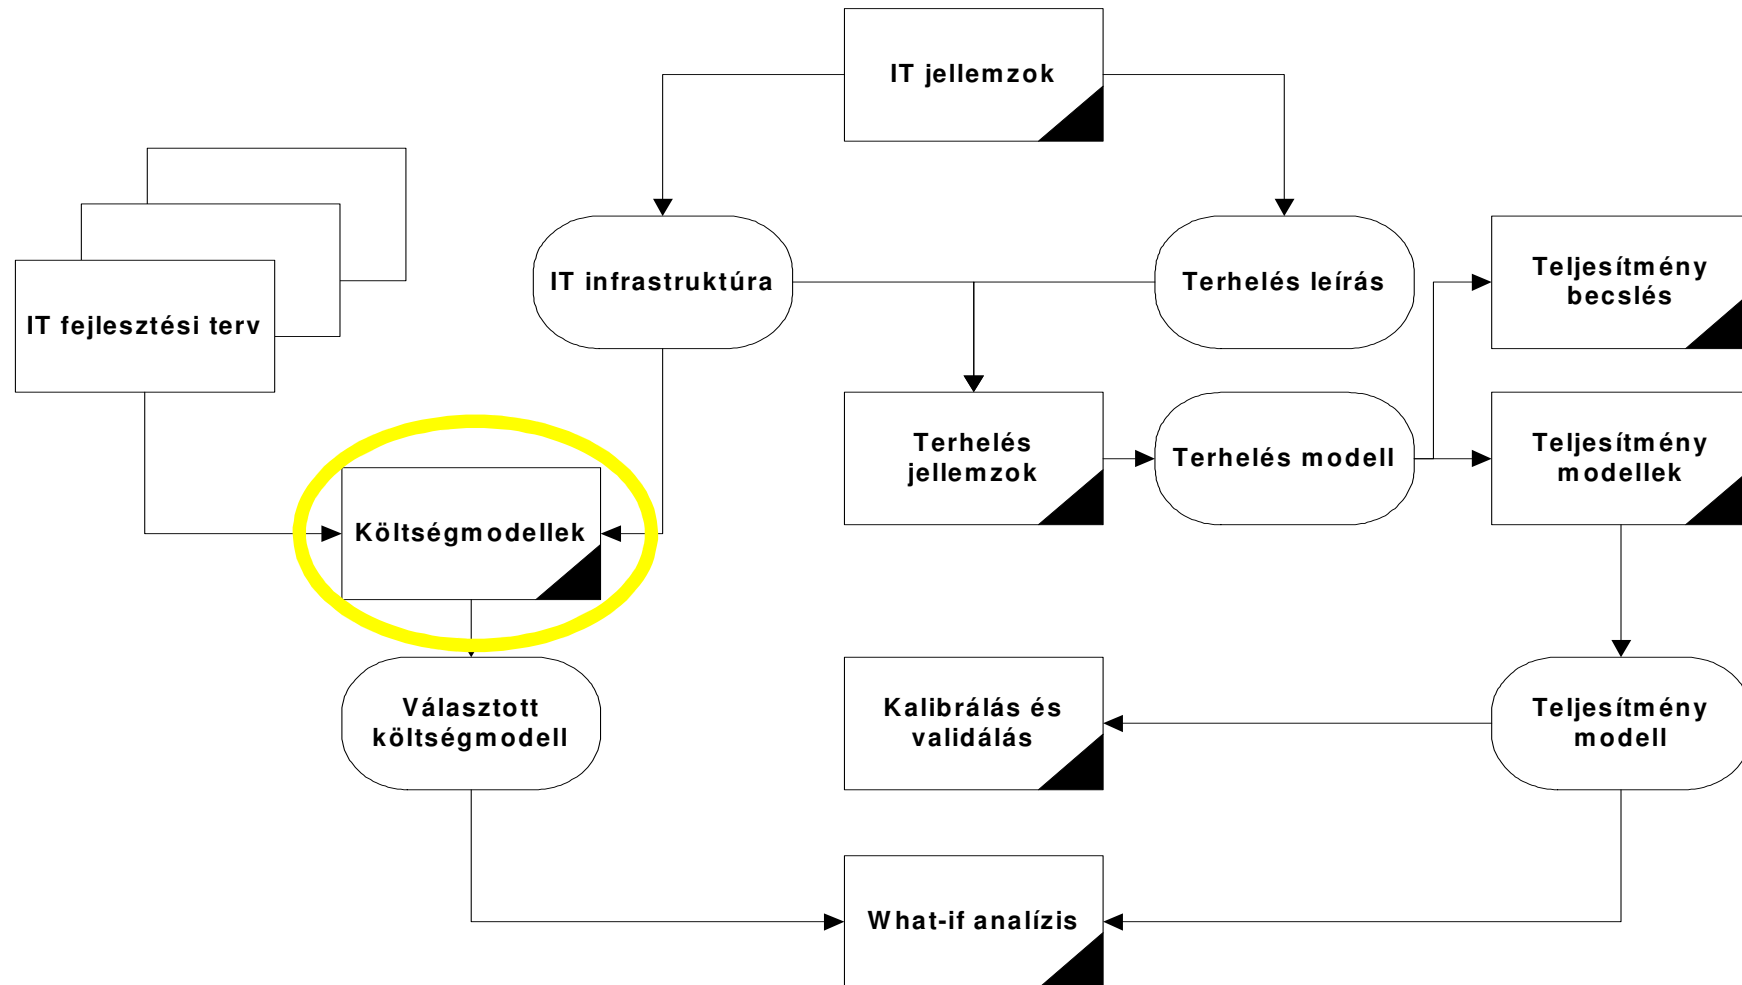 IT jellemzok
IT infrastruktúra
Terhelés leírás
Teljesítmény
becslés
IT fejlesztési terv
Terhelés
jellemzok
Terhelés modell
Teljesítmény
modellek
Költségmodellek
Választott
költségmodell
Kalibrálás és
validálás
Teljesítmény
modell
What-if analízis